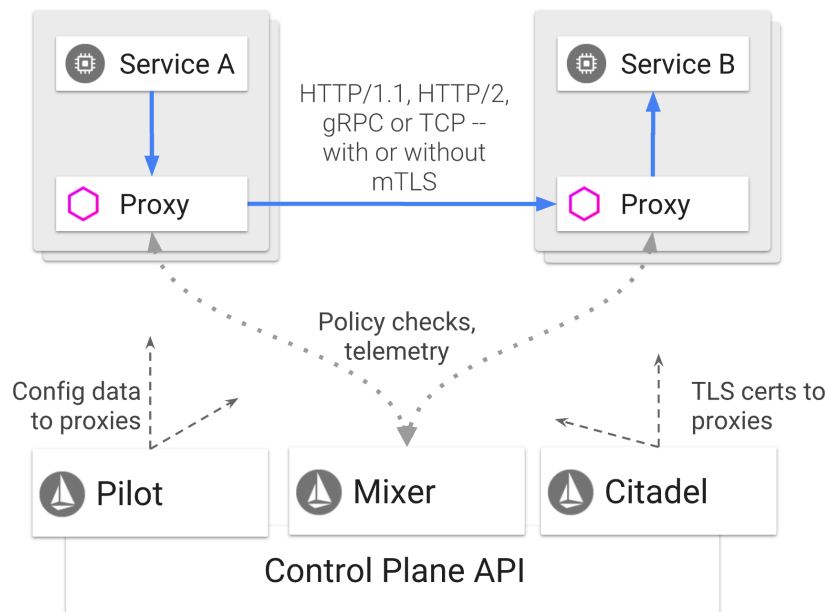 Service A
Service B
HTTP/1.1, HTTP/2,
gRPC or TCP --
with or without
mTLS
Proxy
Proxy
Policy checks,
telemetry
Config data
to proxies
TLS certs to
proxies
Pilot
Mixer
Citadel
Control Plane API